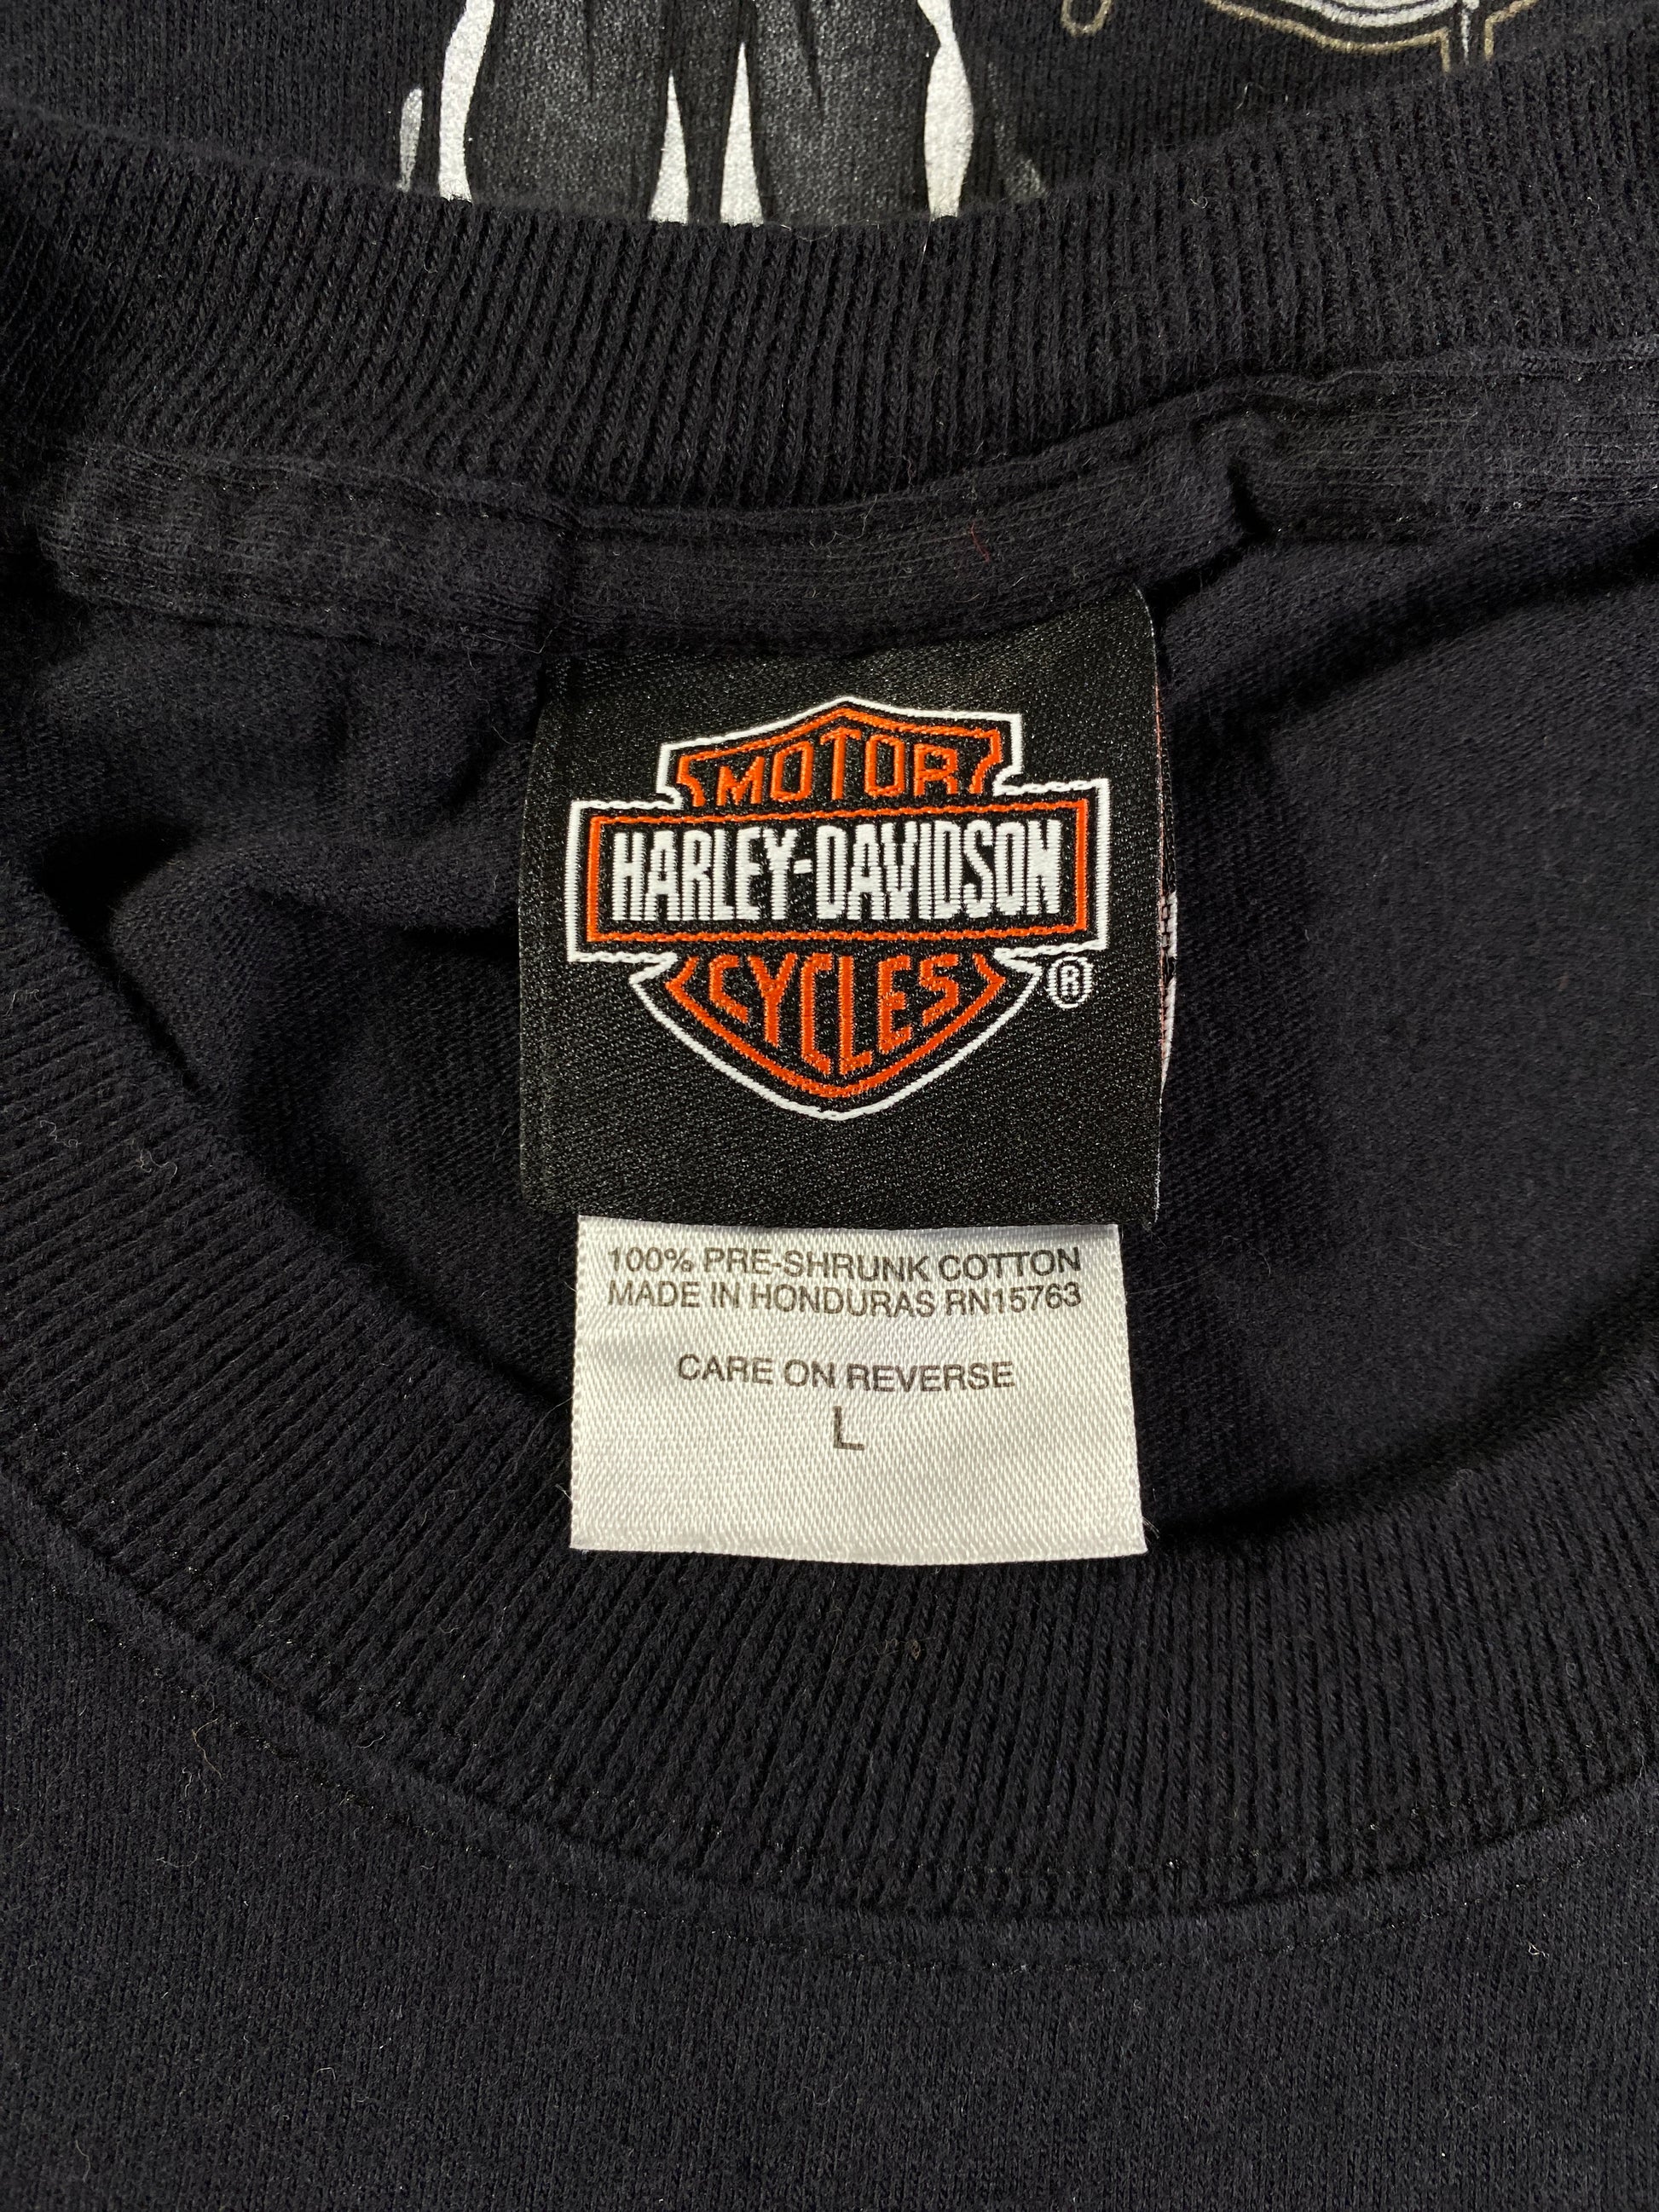 MOTOR
HARLEY-DAVIDSON
CYCLES
®
100% PRE-SHRUNK COTTON
MADE IN HONDURAS RN15763
CARE ON REVERSE
L